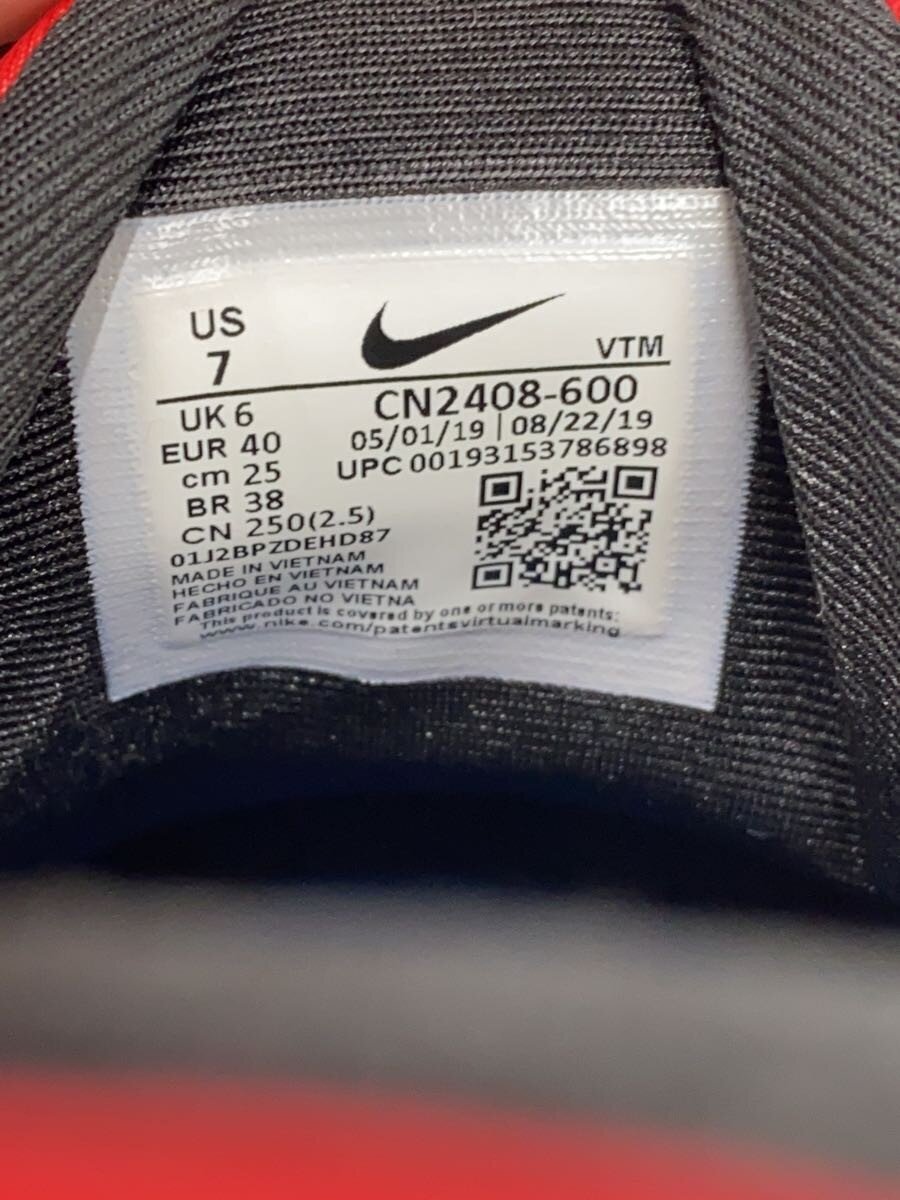 US
7
VTM
UK 6
EUR 40
cm 25
BR 38
CN 250(2.5)
CN2408-600
05/01/19 | 08/22/19
UPC 00193153786898
01J2BPZDEHD87
MADE IN VIETNAM
HECHO EN VIETNAM
FABRIQUE AU VIETNAM
FABRICADO NO VIETNA
This product is covered by one or more patents:
www.nike.com/patentsvirtualmarking